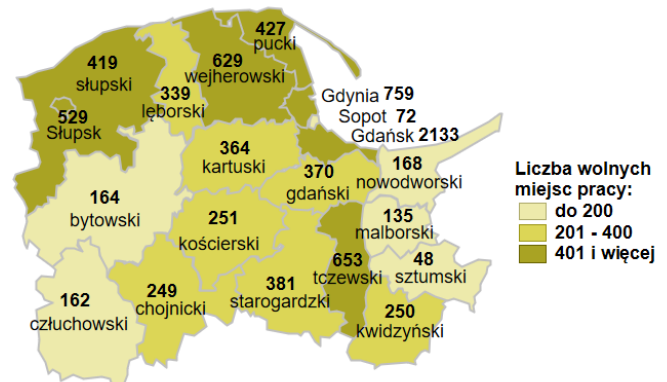 427
pucki
419
słupski
629
wejherowski
339
lęborski
529
Słupsk
Gdynia 759
Sopot 72
Gdańsk 2133
364
kartuski
370
gdański
168
nowodworski
164
bytowski
251
kościerski
135
malborski
653
tczewski
48
sztumski
162
człuchowski
249
chojnicki
381
starogardzki
250
kwidzyński
Liczba wolnych
miejsc pracy:
do 200
201 - 400
401 i więcej